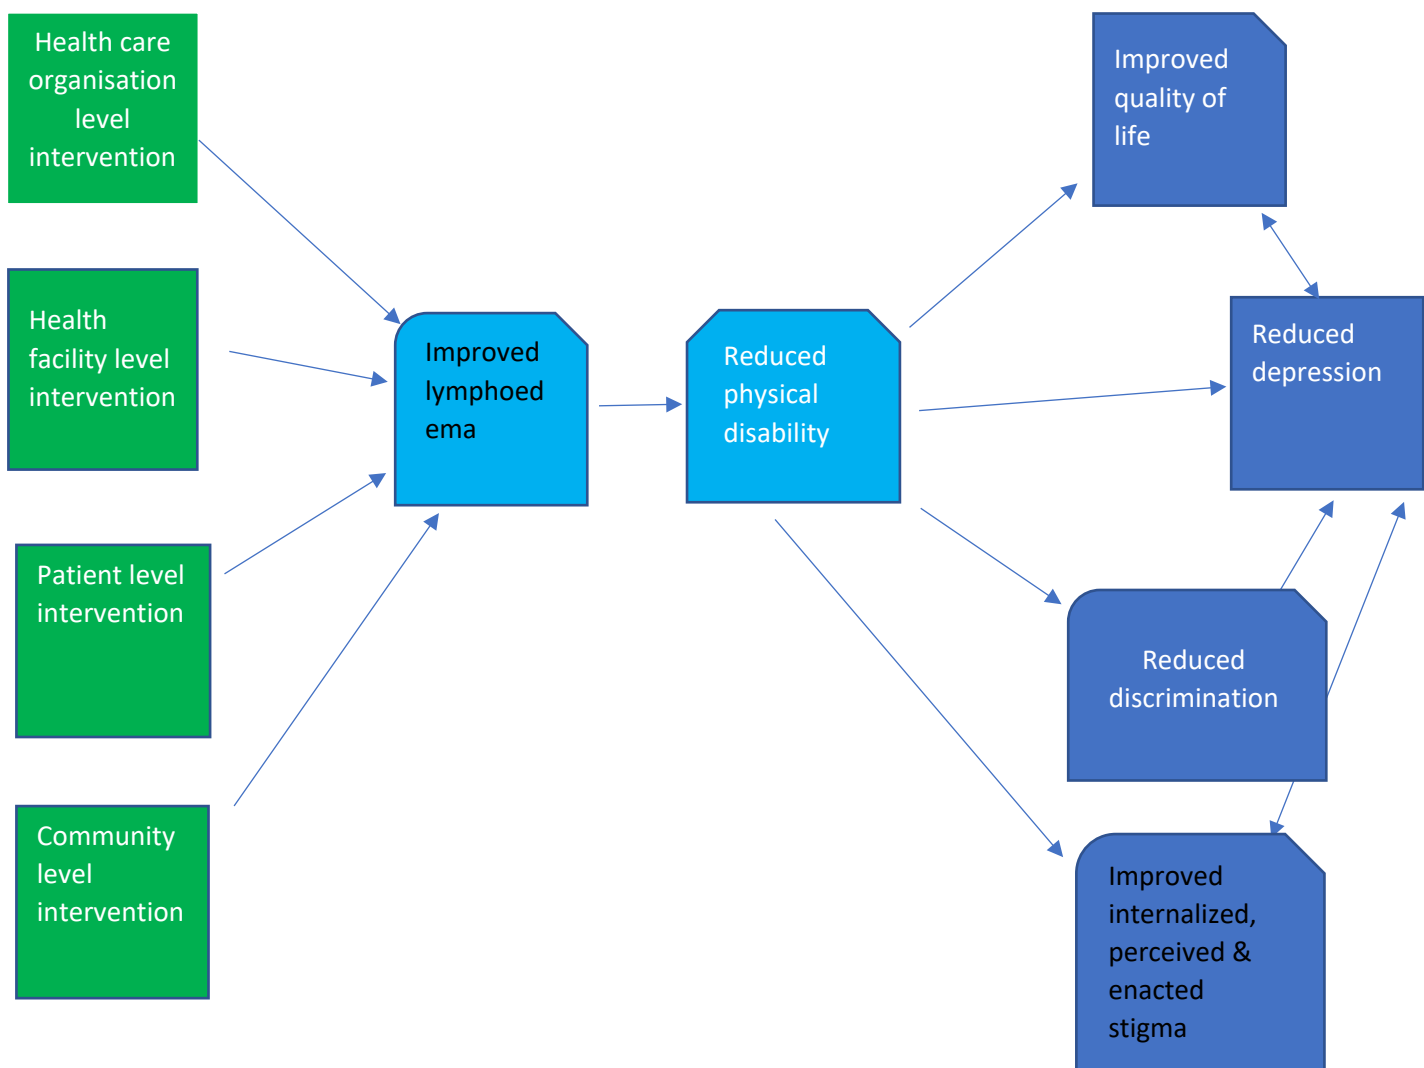 Health care
organisation
level
intervention
Health
facility level
intervention
Patient level
intervention
Community
level
intervention
Improved
lymphoed
ema
Reduced
physical
disability
Improved
quality of
life
Reduced
depression
Reduced
discrimination
Improved
internalized,
perceived &
enacted
stigma